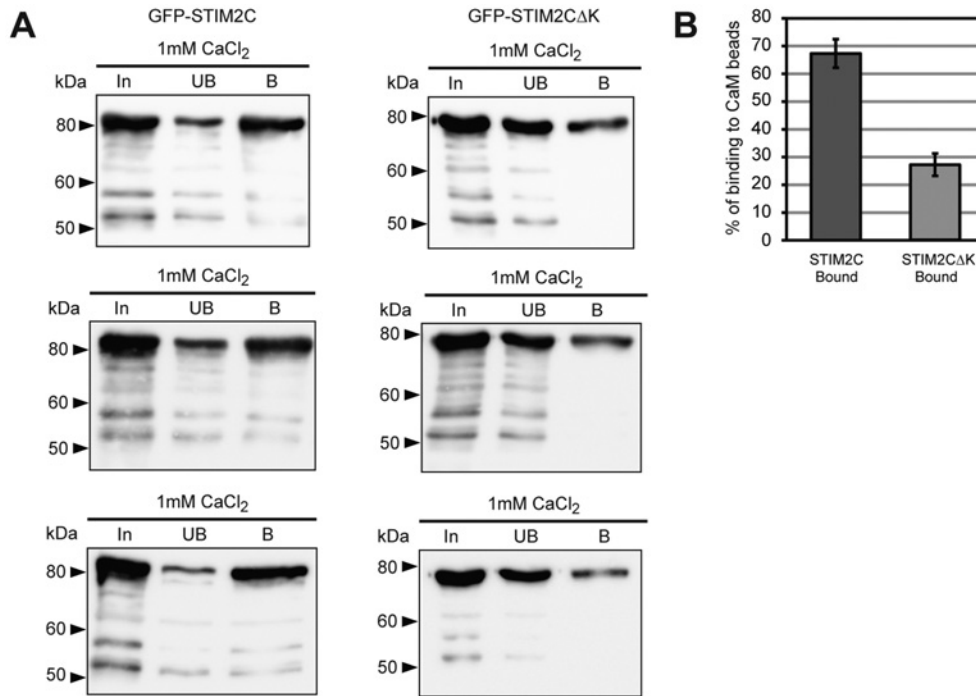 A
GFP-STIM2C
1mM CaCl2
kDa In UB B
80
60
50
1mM CaCl2
kDa In UB B
80
60
50
1mM CaCl2
kDa In UB B
80
60
50
GFP-STIM2CΔK
1mM CaCl2
kDa In UB B
80
60
50
1mM CaCl2
kDa In UB B
80
60
50
1mM CaCl2
kDa In UB B
80
60
50
B
% of binding to CaM beads
80
70
60
50
40
30
20
10
0
STIM2C
Bound
STIM2CΔK
Bound